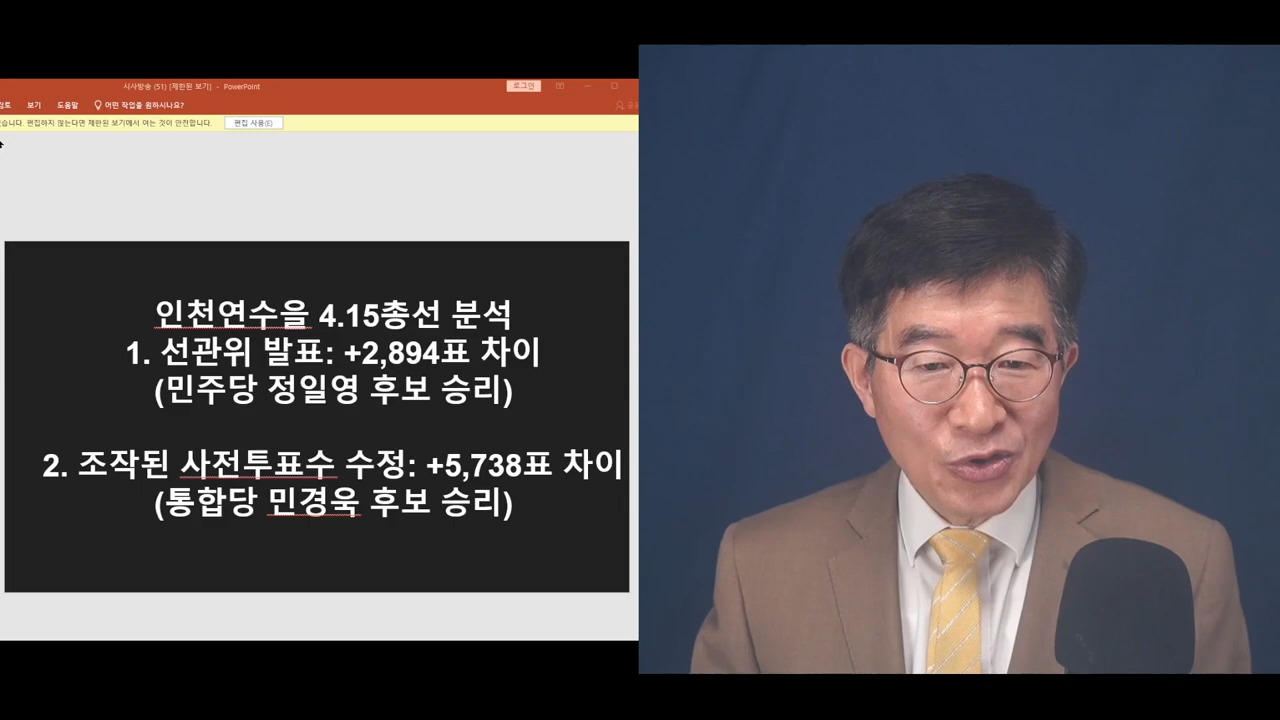 시사방송 (51) [제한된 보기] - PowerPoint
로그인
검토 보기 도움말 어떤 작업을 원하시나요?
습니다. 편집하지 않는다면 제한된 보기에서 여는 것이 안전합니다. 편집 사용(E)
인천연수을 4.15총선 분석
1. 선관위 발표: +2,894표 차이
(민주당 정일영 후보 승리)
2. 조작된 사전투표수 수정: +5,738표 차이
(통합당 민경욱 후보 승리)